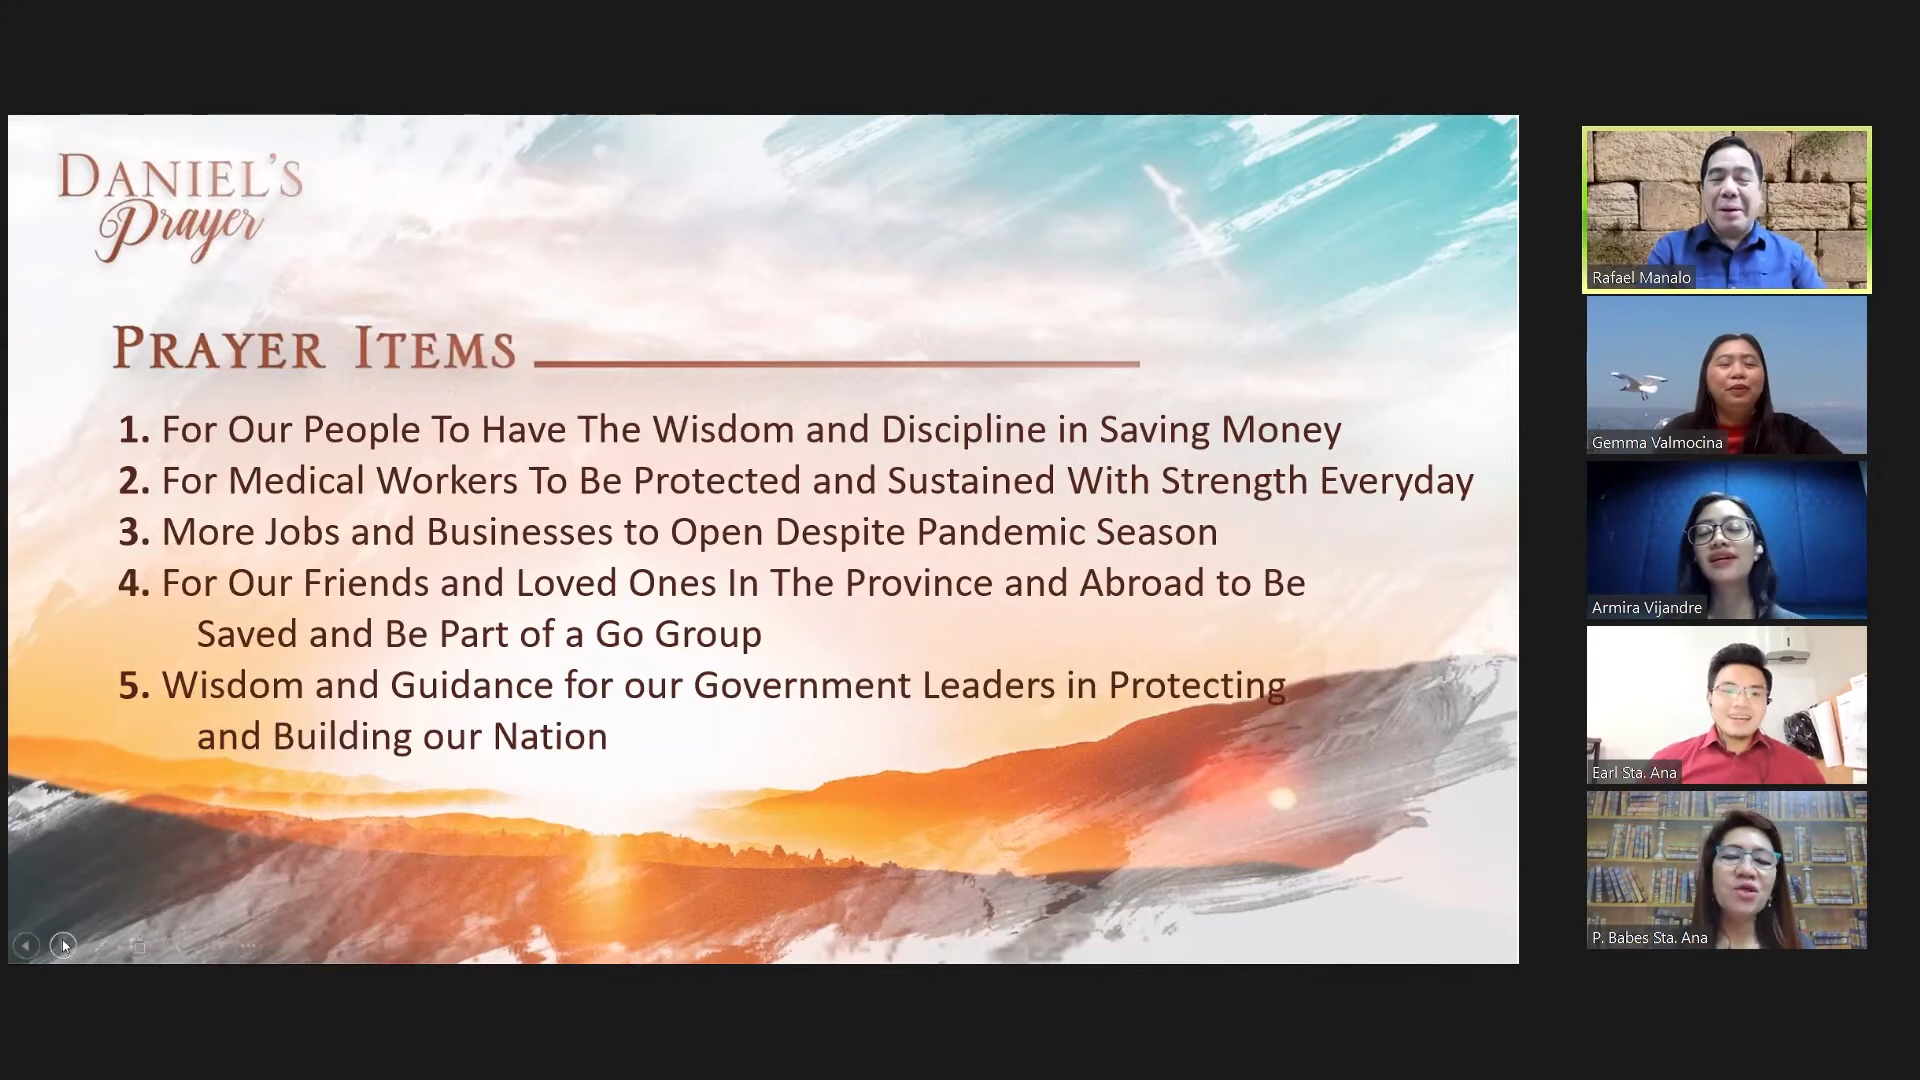 DANIEL'S
Prayer
PRAYER ITEMS
1. For Our People To Have The Wisdom and Discipline in Saving Money
2. For Medical Workers To Be Protected and Sustained With Strength Everyday
3. More Jobs and Businesses to Open Despite Pandemic Season
4. For Our Friends and Loved Ones In The Province and Abroad to Be
Saved and Be Part of a Go Group
5. Wisdom and Guidance for our Government Leaders in Protecting
and Building our Nation
Rafael Manalo
Gemma Valmocina
Armira Vijandre
Earl Sta. Ana
P. Babes Sta. Ana